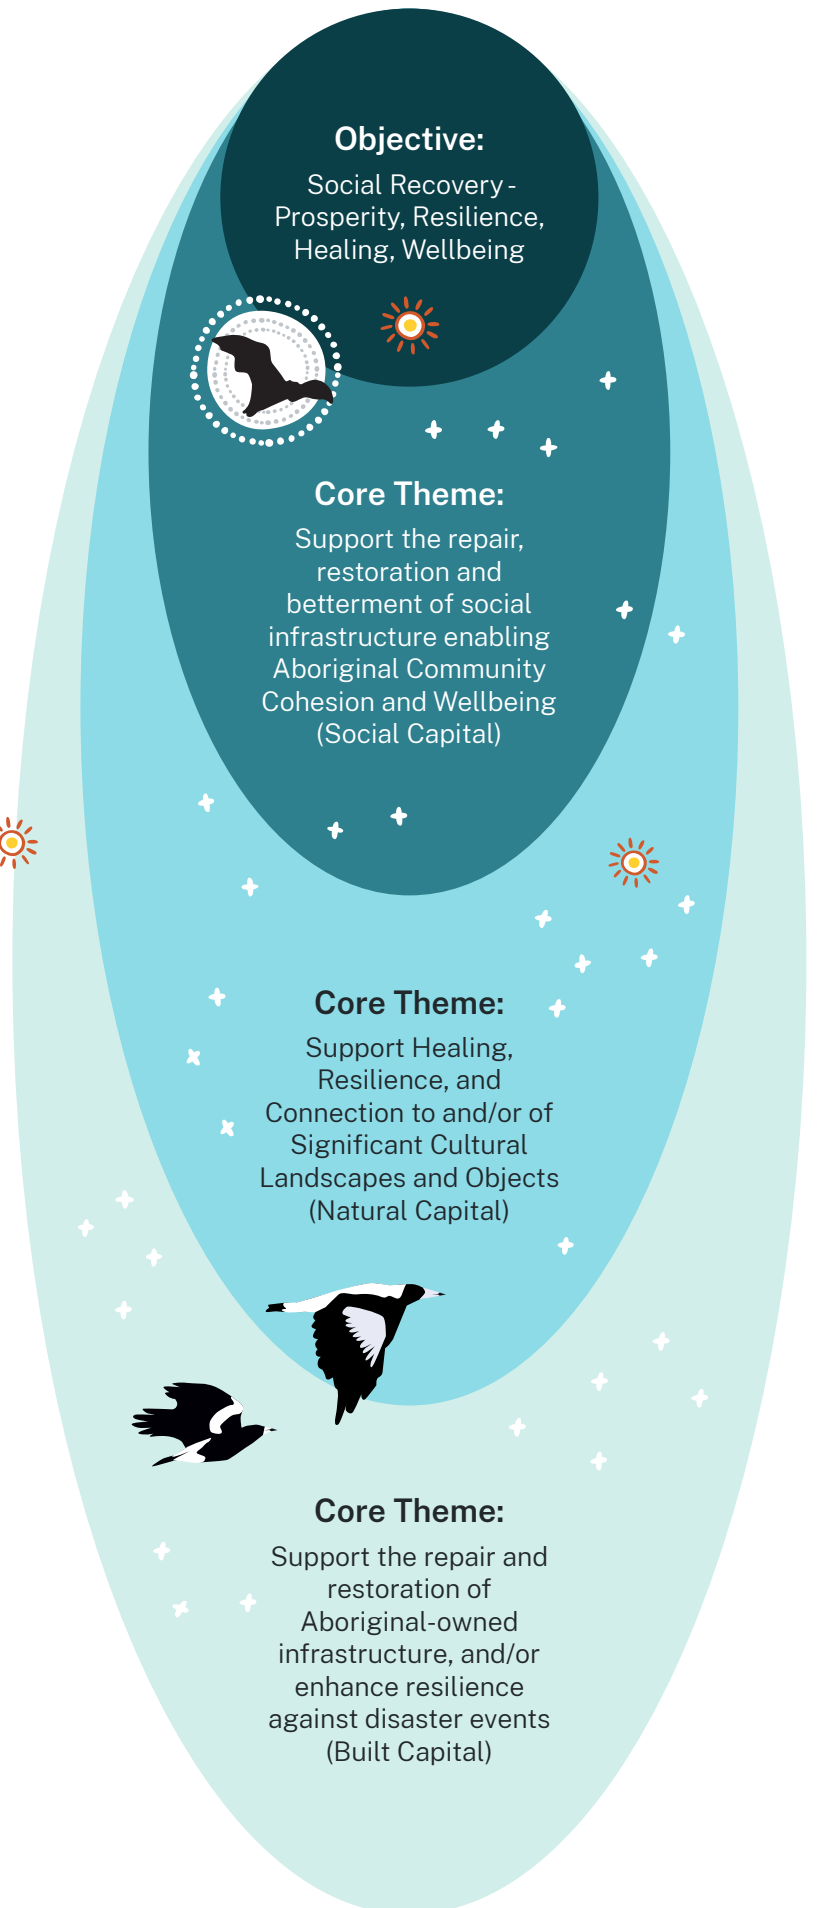 Objective:
Social Recovery -
Prosperity, Resilience,
Healing, Wellbeing
Core Theme:
Support the repair,
restoration and
betterment of social
infrastructure enabling
Aboriginal Community
Cohesion and Wellbeing
(Social Capital)
Core Theme:
Support Healing,
Resilience, and
Connection to and/or of
Significant Cultural
Landscapes and Objects
(Natural Capital)
Core Theme:
Support the repair and
restoration of
Aboriginal-owned
infrastructure, and/or
enhance resilience
against disaster events
(Built Capital)